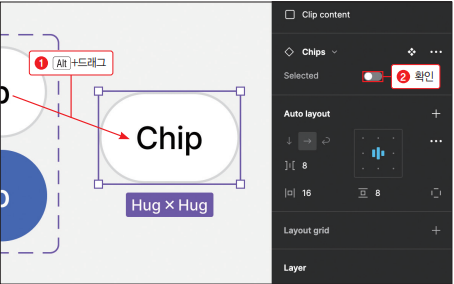 Clip content
Chips
Selected
2 확인
1 Alt+드래그
Chip
Hug × Hug
Auto layout
8
16
8
Layout grid
Layer